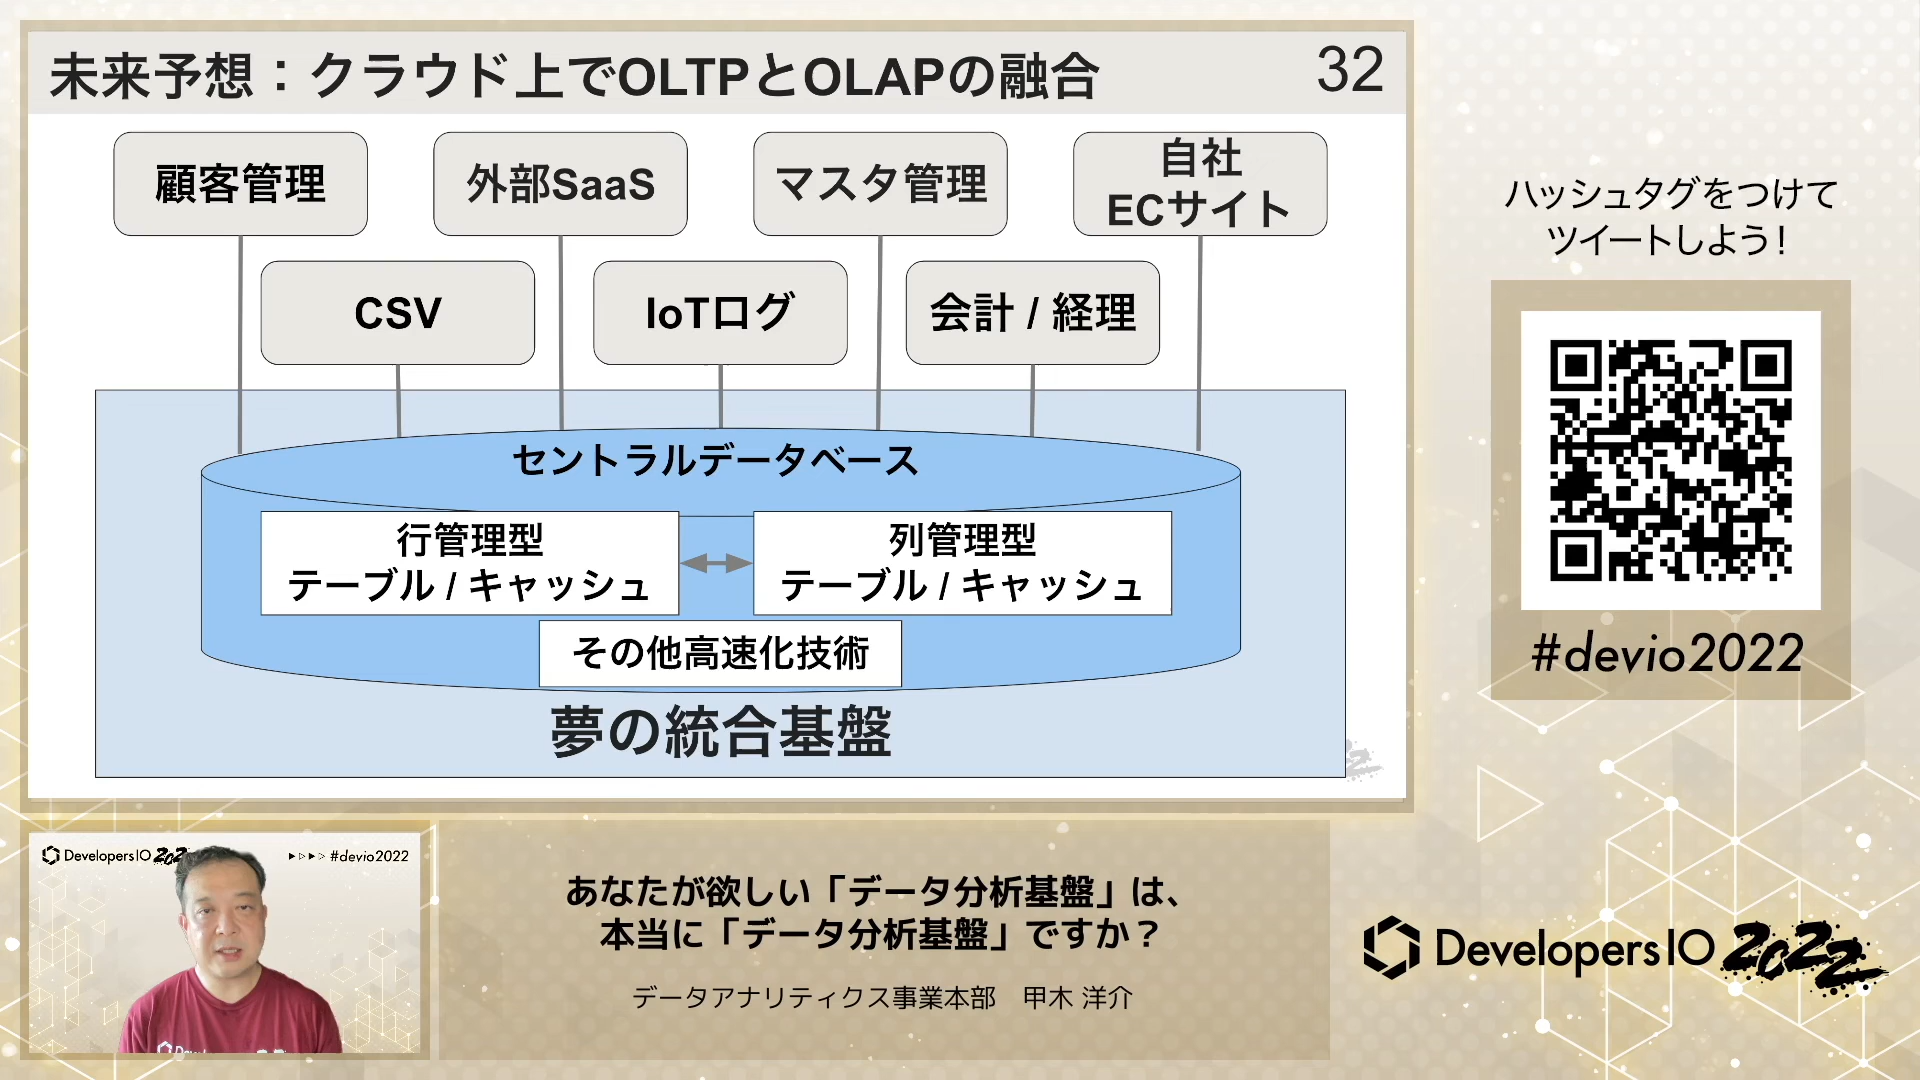 未来予想：クラウド上でOLTPとOLAPの融合
32
顧客管理
外部SaaS
マスタ管理
自社
ECサイト
CSV
IoTログ
会計 / 経理
セントラルデータベース
行管理型
テーブル / キャッシュ
列管理型
テーブル / キャッシュ
その他高速化技術
夢の統合基盤
ハッシュタグをつけて
ツイートしよう！
#devio2022
DevelopersIO 202
#devio2022
あなたが欲しい「データ分析基盤」は、
本当に「データ分析基盤」ですか？
データアナリティクス事業本部　甲木 洋介
DevelopersIO 2022